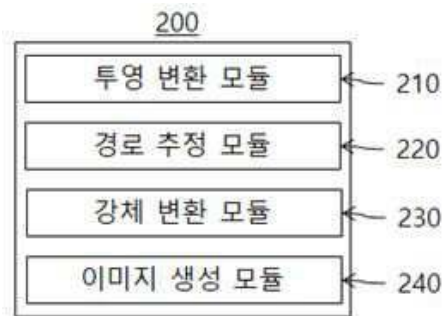 200
투영 변환 모듈 210
경로 추정 모듈 220
강체 변환 모듈 230
이미지 생성 모듈 240